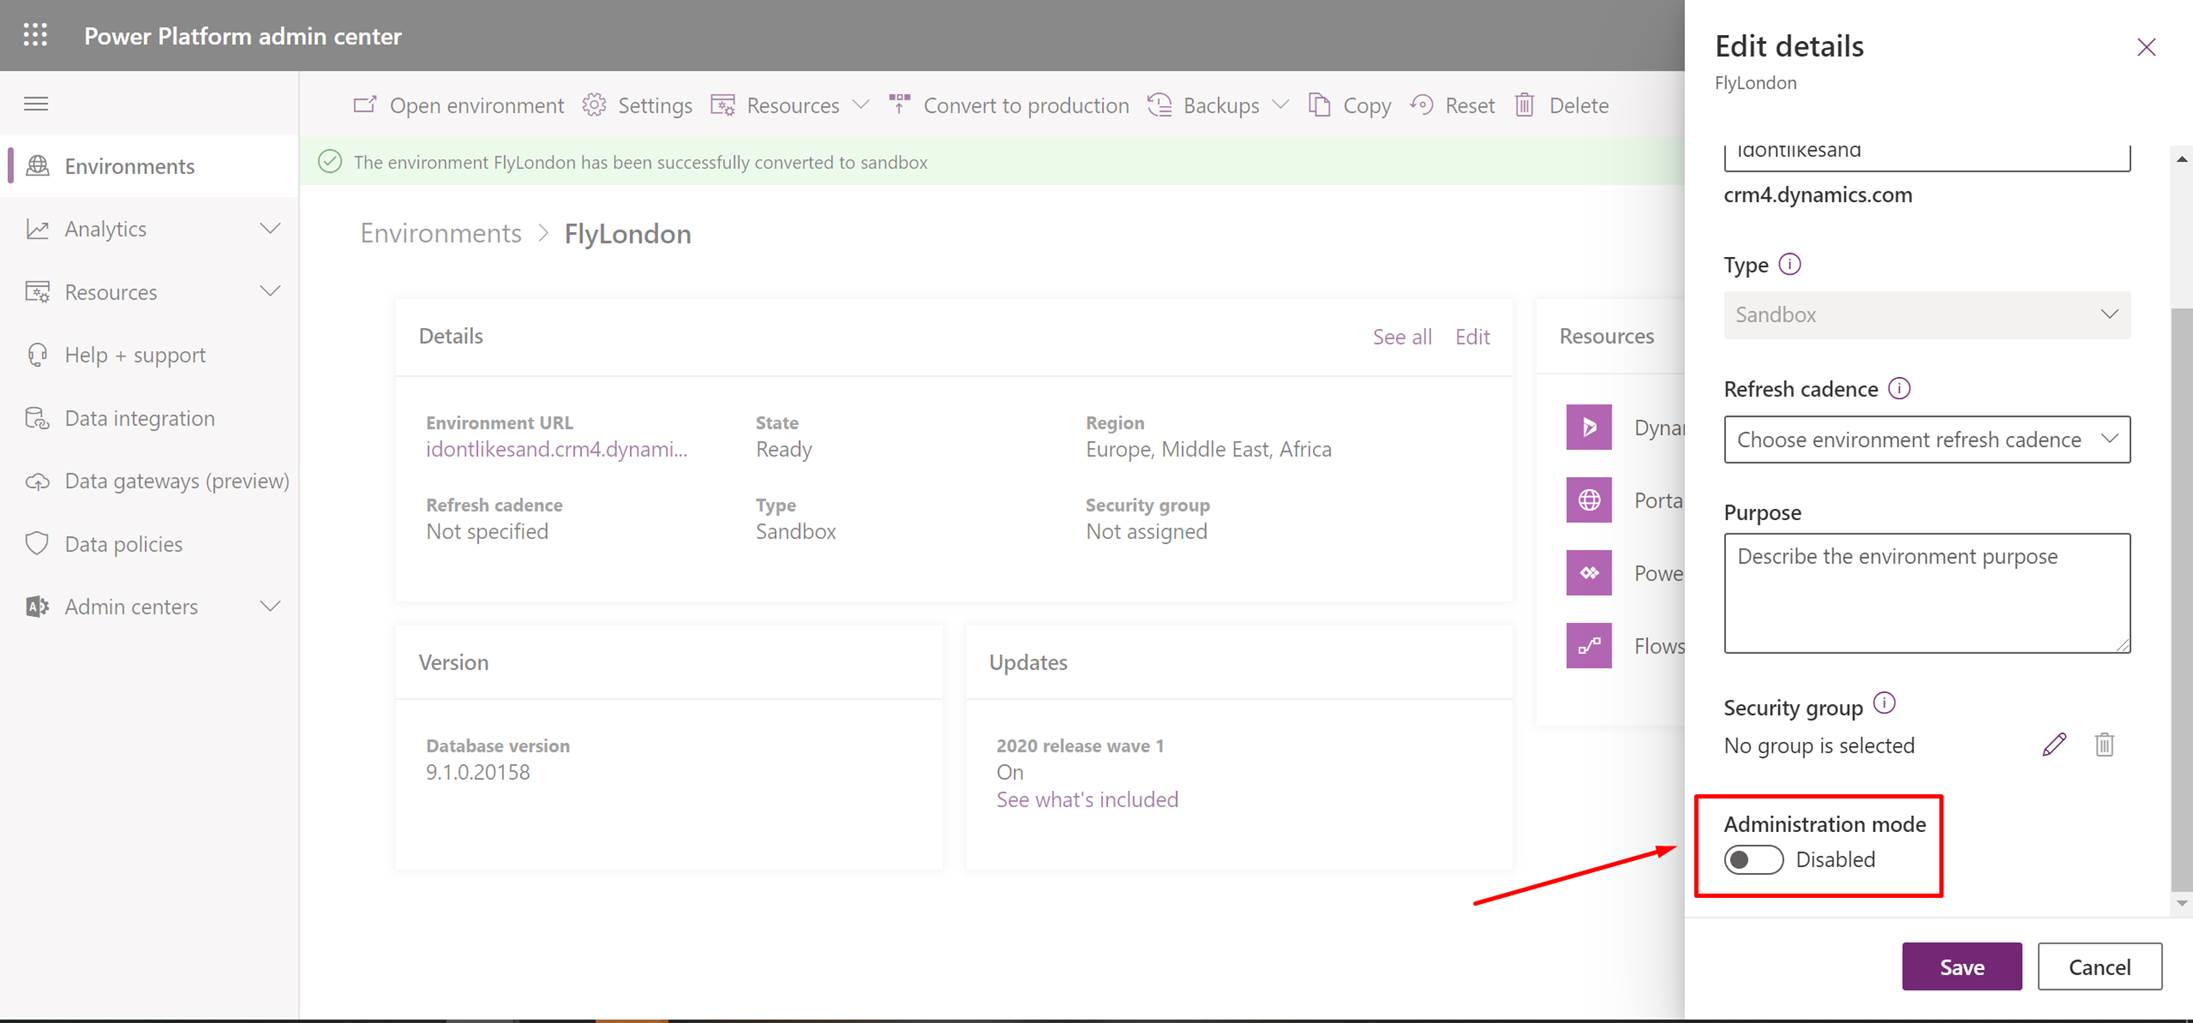 Power Platform admin center
Open environment
Settings
Resources
Convert to production
Backups
Copy
Reset
Delete
The environment FlyLondon has been successfully converted to sandbox
Environments
Analytics
Resources
Help + support
Data integration
Data gateways (preview)
Data policies
Admin centers
Environments > FlyLondon
Details
See all
Edit
Environment URL
idontlikesand.crm4.dynami...
State
Ready
Region
Europe, Middle East, Africa
Refresh cadence
Not specified
Type
Sandbox
Security group
Not assigned
Version
Database version
9.1.0.20158
Updates
2020 release wave 1
On
See what's included
Resources
Dynar
Porta
Powe
Flows
Edit details
FlyLondon
idontlikesand
crm4.dynamics.com
Type
Sandbox
Refresh cadence
Choose environment refresh cadence
Purpose
Describe the environment purpose
Security group
No group is selected
Administration mode
Disabled
Save
Cancel